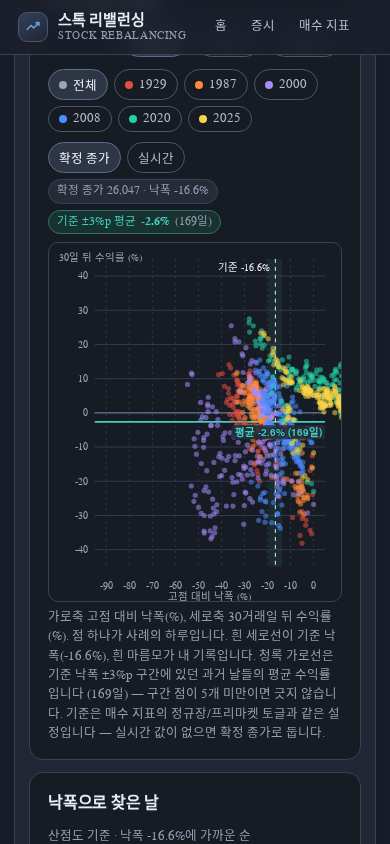 스톡 리밸런싱
STOCK REBALANCING
홈 증시 매수 지표
전체 1929 1987 2000
2008 2020 2025
확정 종가 실시간
확정 종가 26.047 · 낙폭 -16.6%
기준 ±3%p 평균 -2.6% (169일)
30일 뒤 수익률 (%)
기준 -16.6%
40
30
20
10
0
-10
-20
-30
-40
평균 -2.6% (169일)
-90 -80 -70 -60 -50 -40 -30 -20 -10 0
고점 대비 낙폭 (%)
가로축 고점 대비 낙폭(%), 세로축 30거래일 뒤 수익률
(%). 점 하나가 사례의 하루입니다. 흰 세로선이 기준 낙
폭(-16.6%), 흰 마름모가 내 기록입니다. 청록 가로선은
기준 낙폭 ±3%p 구간에 있던 과거 날들의 평균 수익률
입니다 (169일) — 구간 점이 5개 미만이면 긋지 않습니
다. 기준은 매수 지표의 정규장/프리마켓 토글과 같은 설
정입니다 — 실시간 값이 없으면 확정 종가로 둡니다.
낙폭으로 찾은 날
산점도 기준 · 낙폭 -16.6%에 가까운 순